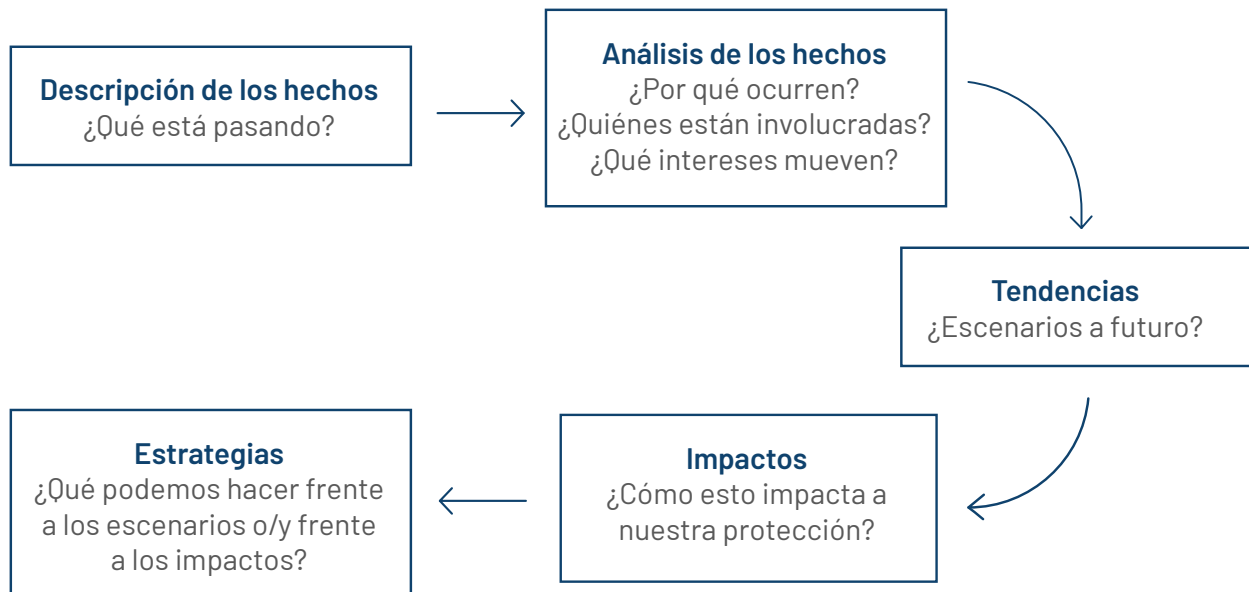 Descripción de los hechos
¿Qué está pasando?
Análisis de los hechos
¿Por qué ocurren?
¿Quiénes están involucradas?
¿Qué intereses mueven?
Tendencias
¿Escenarios a futuro?
Impactos
¿Cómo esto impacta a
nuestra protección?
Estrategias
¿Qué podemos hacer frente
a los escenarios o/y frente
a los impactos?